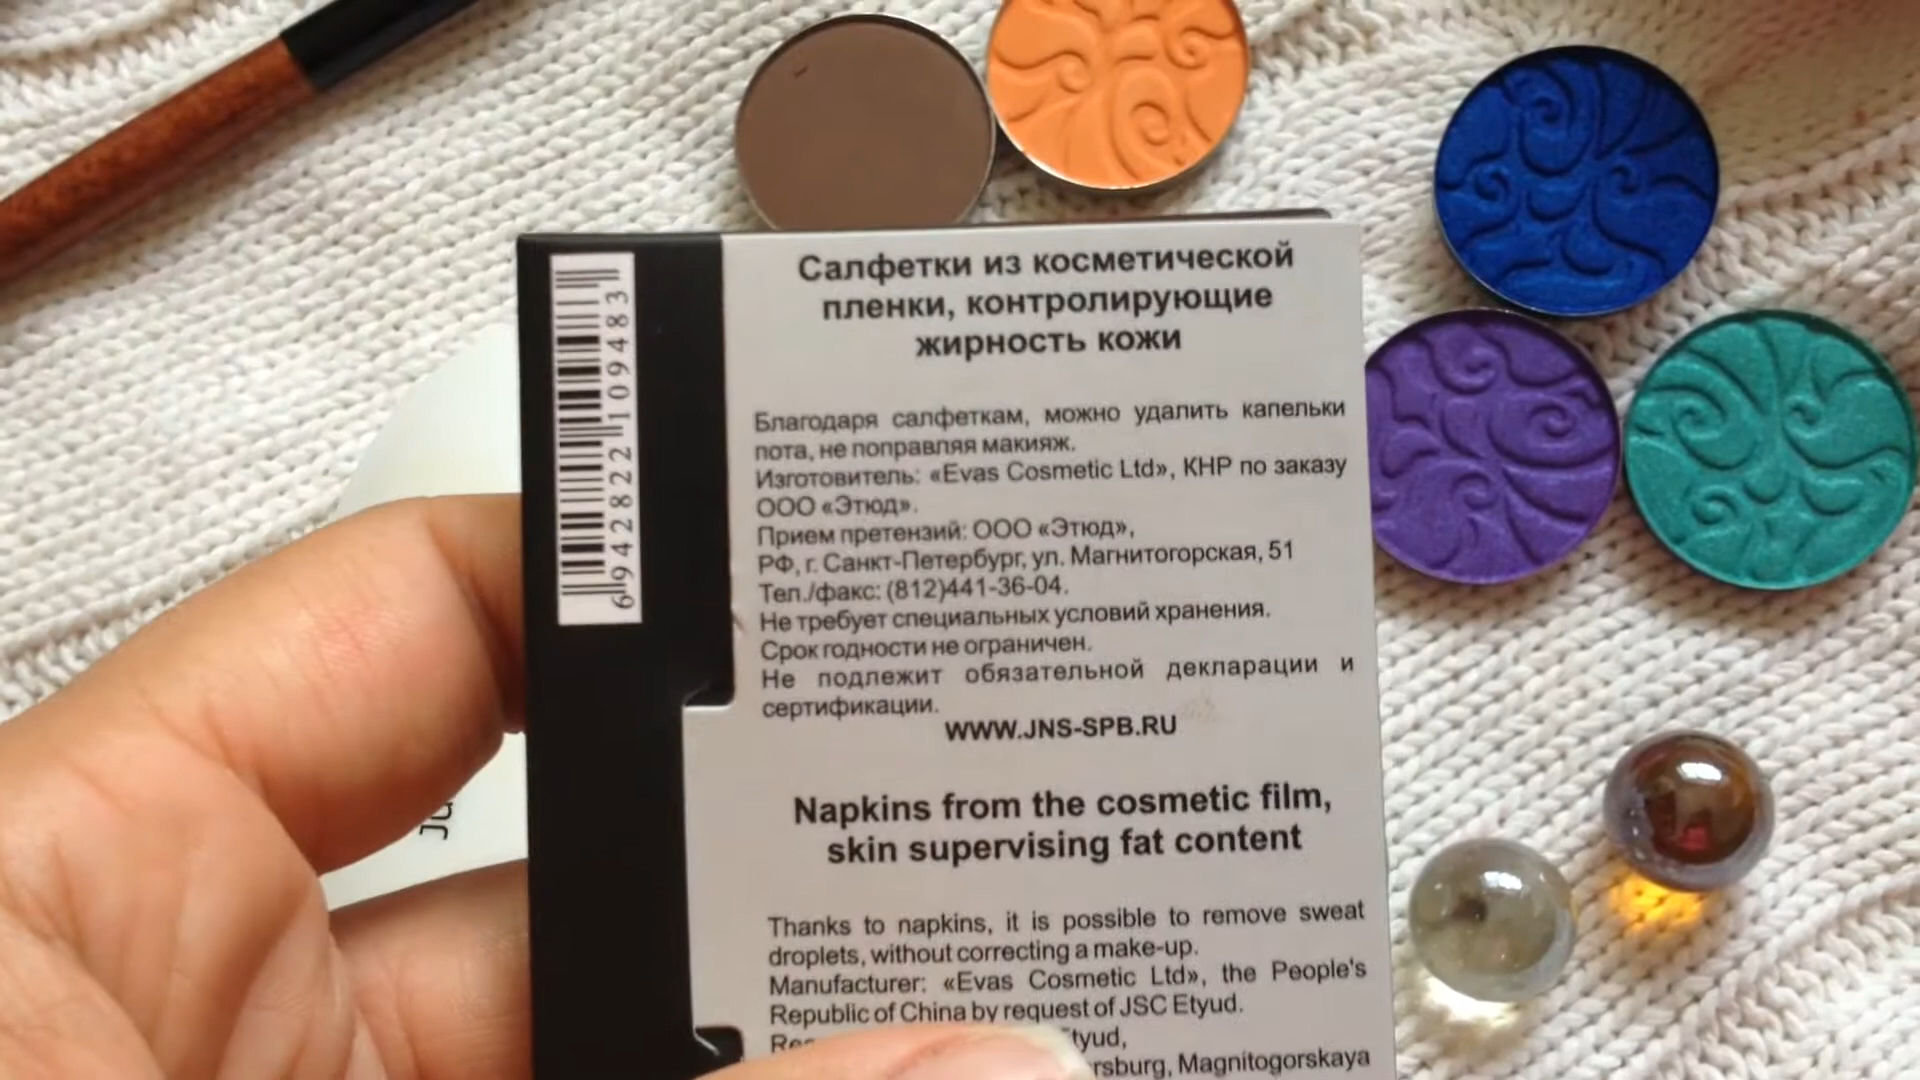 Салфетки из косметической
пленки, контролирующие
жирность кожи
Благодаря салфеткам, можно удалить капельки
пота, не поправляя макияж.
Изготовитель: «Evas Cosmetic Ltd», КНР по заказу
ООО «Этюд».
Прием претензий: ООО «Этюд»,
РФ, г. Санкт-Петербург, ул. Магнитогорская, 51
Тел./факс: (812)441-36-04.
Не требует специальных условий хранения.
Срок годности не ограничен.
Не подлежит обязательной декларации и
сертификации.
WWW.JNS-SPB.RU
Napkins from the cosmetic film,
skin supervising fat content
Thanks to napkins, it is possible to remove sweat
droplets, without correcting a make-up.
Manufacturer: «Evas Cosmetic Ltd», the People's
Republic of China by request of JSC Etyud.
Magnitogorskaya
6942822109483